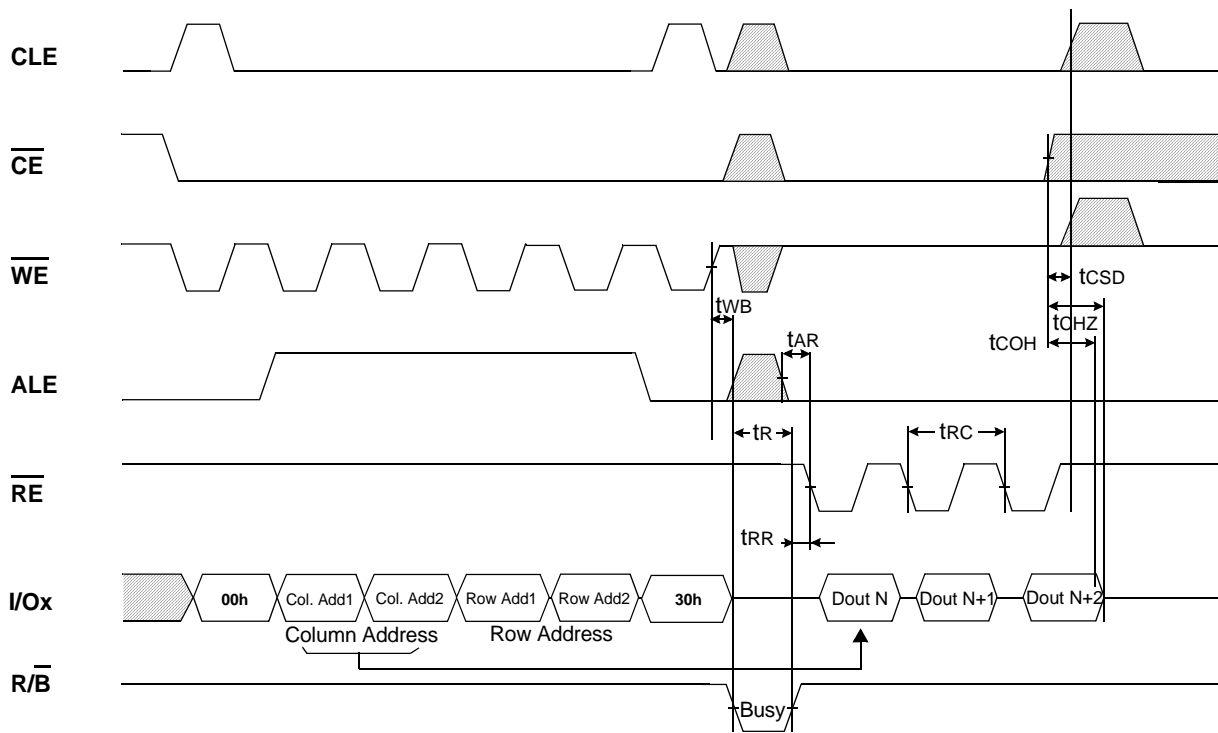 CLE
CE
WE
tCSD
tWB
tCHZ
tAR
tCOH
ALE
tR
tRC
RE
tRR
I/Ox
00h
Col. Add1
Col. Add2
Row Add1
Row Add2
30h
Dout N
Dout N+1
Dout N+2
Column Address
Row Address
R/B
Busy